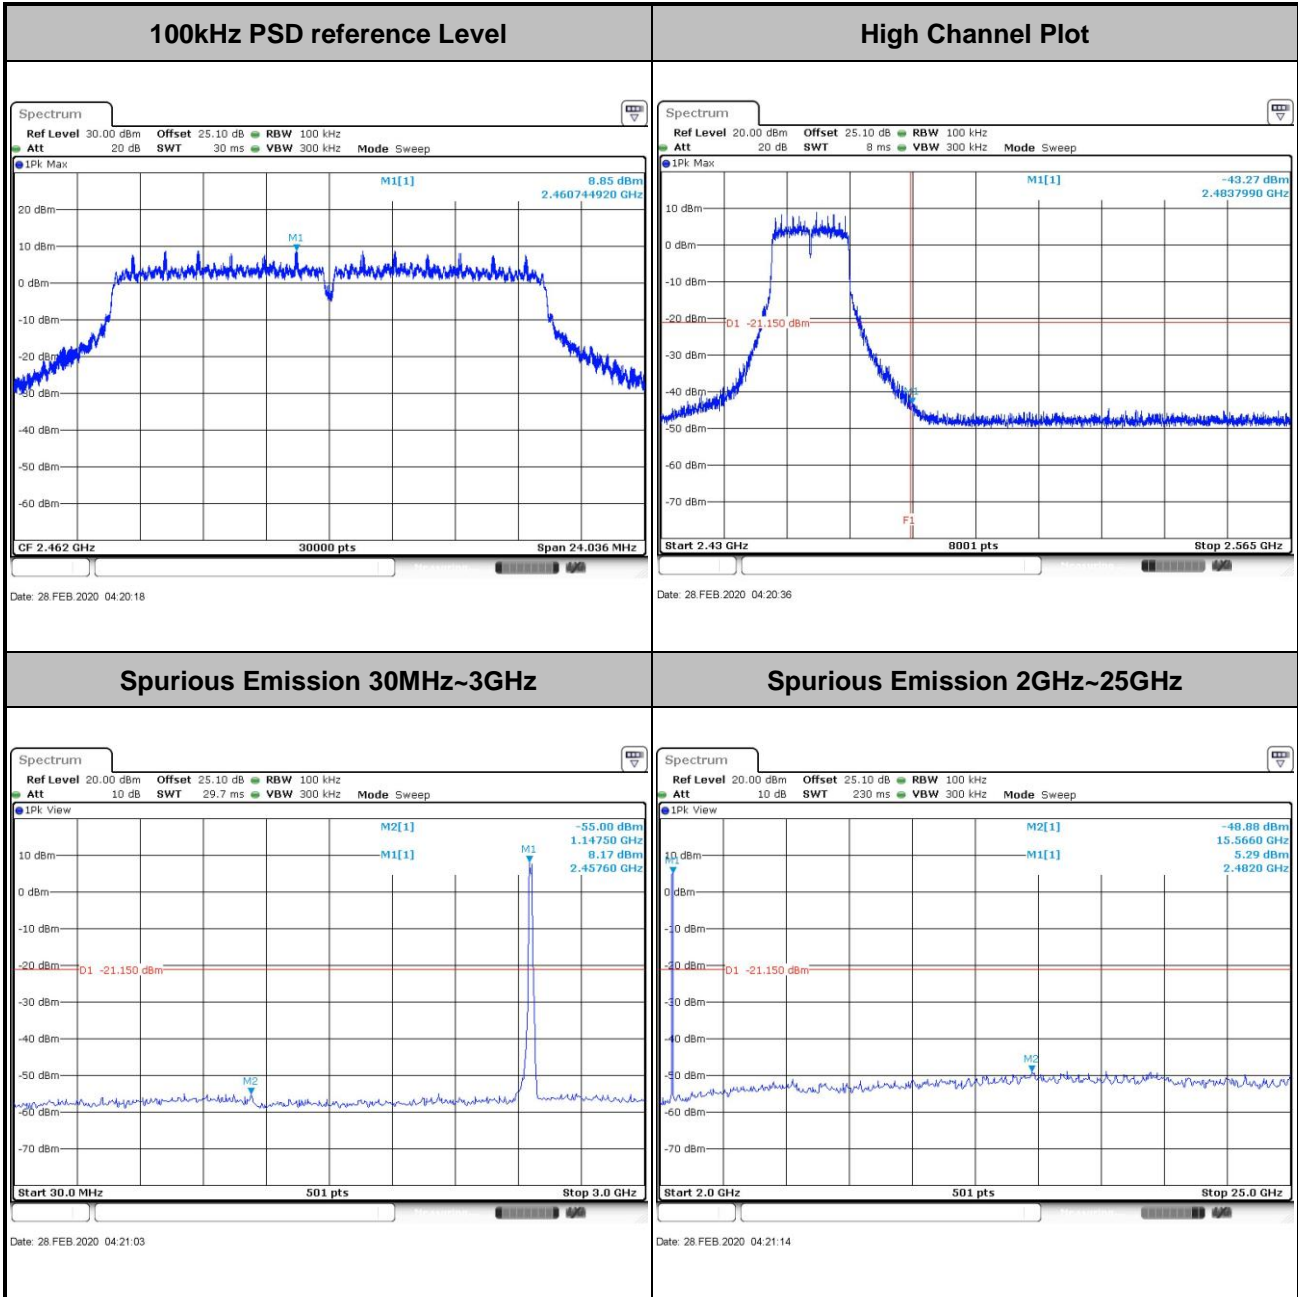 100kHz PSD reference Level
High Channel Plot
Spectrum
Ref Level 30.00 dBm Offset 25.10 dB RBW 100 kHz
Att 20 dB SWT 30 ms VBW 300 kHz Mode Sweep
1Pk Max
M1[1] 8.85 dBm
2.460744920 GHz
20 dBm
M1
10 dBm
0 dBm
-10 dBm
-20 dBm
-30 dBm
-40 dBm
-50 dBm
-60 dBm
CF 2.462 GHz 30000 pts Span 24.036 MHz
Date: 28.FEB.2020 04:20:18
Spectrum
Ref Level 20.00 dBm Offset 25.10 dB RBW 100 kHz
Att 20 dB SWT 8 ms VBW 300 kHz Mode Sweep
1Pk Max
M1[1] -43.27 dBm
2.4837990 GHz
10 dBm
0 dBm
-10 dBm
-20 dBm
D1 -21.150 dBm
-30 dBm
-40 dBm
M1
-50 dBm
-60 dBm
-70 dBm
F1
Start 2.43 GHz 8001 pts Stop 2.565 GHz
Date: 28.FEB.2020 04:20:36
Spurious Emission 30MHz~3GHz
Spurious Emission 2GHz~25GHz
Spectrum
Ref Level 20.00 dBm Offset 25.10 dB RBW 100 kHz
Att 10 dB SWT 29.7 ms VBW 300 kHz Mode Sweep
1Pk View
M2[1] -55.00 dBm
1.14750 GHz
M1
10 dBm M1[1] 8.17 dBm
2.45760 GHz
0 dBm
-10 dBm
-20 dBm
D1 -21.150 dBm
-30 dBm
-40 dBm
-50 dBm
M2
-60 dBm
-70 dBm
Start 30.0 MHz 501 pts Stop 3.0 GHz
Date: 28.FEB.2020 04:21:03
Spectrum
Ref Level 20.00 dBm Offset 25.10 dB RBW 100 kHz
Att 10 dB SWT 230 ms VBW 300 kHz Mode Sweep
1Pk View
M2[1] -48.88 dBm
15.5660 GHz
10 dBm M1[1] 5.29 dBm
M1 2.4820 GHz
0 dBm
-10 dBm
-20 dBm
D1 -21.150 dBm
-30 dBm
-40 dBm
M2
-50 dBm
-60 dBm
-70 dBm
Start 2.0 GHz 501 pts Stop 25.0 GHz
Date: 28.FEB.2020 04:21:14